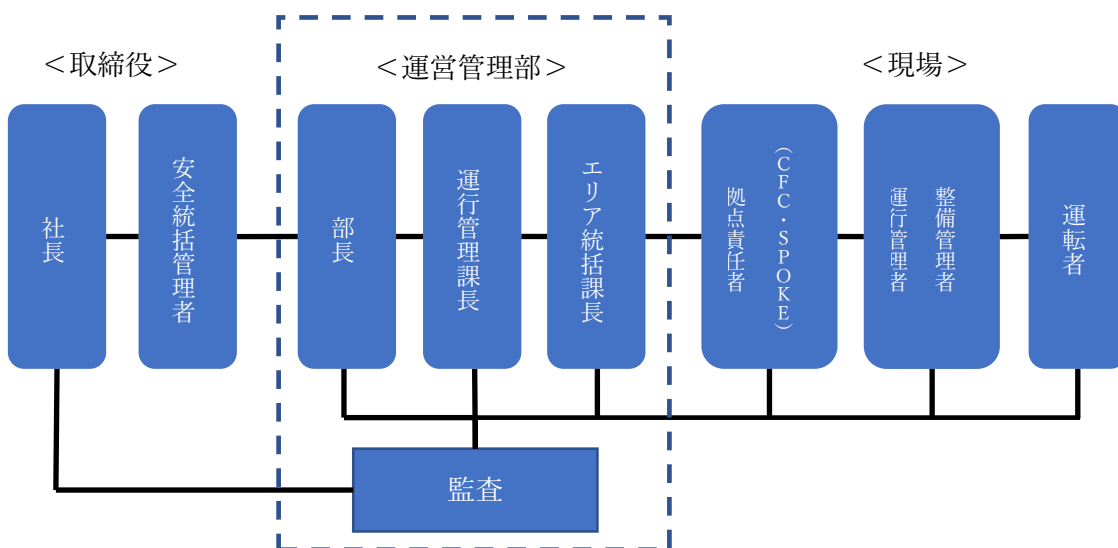 ＜取締役＞
＜運営管理部＞
＜現場＞
社長
安全統括管理者
部長
運行管理課長
エリア統括課長
拠点責任者
（CFC・SPOKE）
運行管理者
整備管理者
運転者
監査